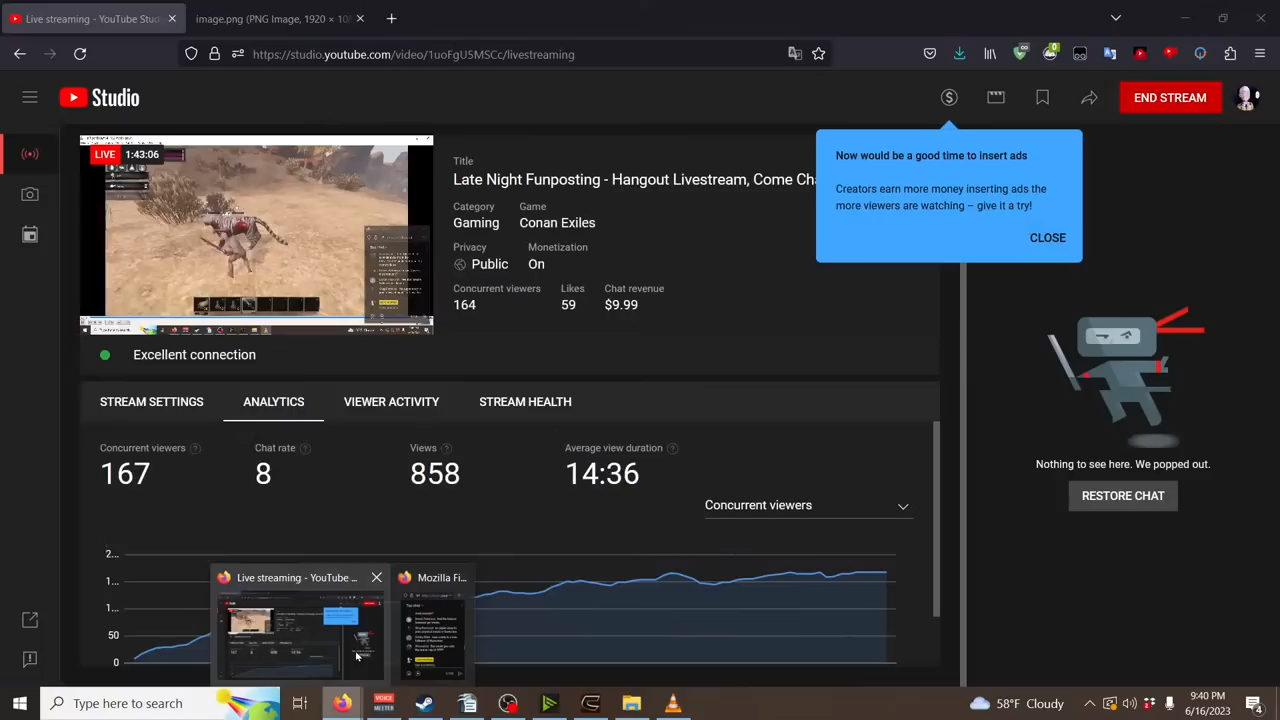 Live streaming - YouTube Stud
image.png (PNG Image, 1920 × 108
https://studio.youtube.com/video/1uoFgU5MSCc/livestreaming
Studio
END STREAM
Now would be a good time to insert ads
Creators earn more money inserting ads the
more viewers are watching – give it a try!
CLOSE
LIVE 1:43:06
Title
Late Night Funposting - Hangout Livestream, Come Cha
Category Game
Gaming Conan Exiles
Privacy Monetization
Public On
Concurrent viewers Likes Chat revenue
164 59 $9.99
Excellent connection
STREAM SETTINGS ANALYTICS VIEWER ACTIVITY STREAM HEALTH
Concurrent viewers Chat rate Views Average view duration
167 8 858 14:36
Concurrent viewers
Nothing to see here. We popped out.
RESTORE CHAT
2...
1...
1...
50
0
Live streaming - YouTube ...
Mozilla Fi...
Type here to search
VOICE
MEETER
58°F Cloudy
9:40 PM
6/16/2023